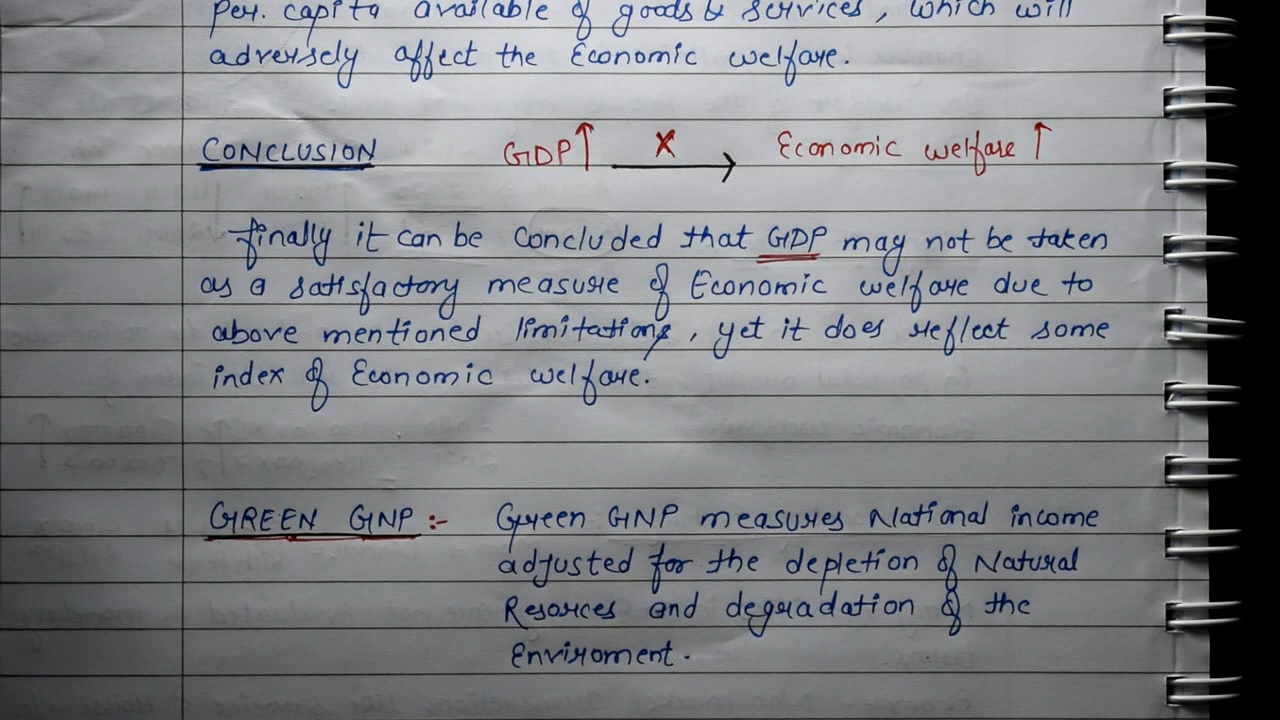 per. capita available of goods & services, which will
adversely affect the Economic welfare.
CONCLUSION GDP↑ X → Economic welfare ↑
Finally it can be concluded that GDP may not be taken
as a satisfactory measure of Economic welfare due to
above mentioned limitations, yet it does reflect some
index of Economic welfare.
GREEN GNP :- Green GNP measures National income
adjusted for the depletion of Natural
Resorces and degradation of the
Enviroment.